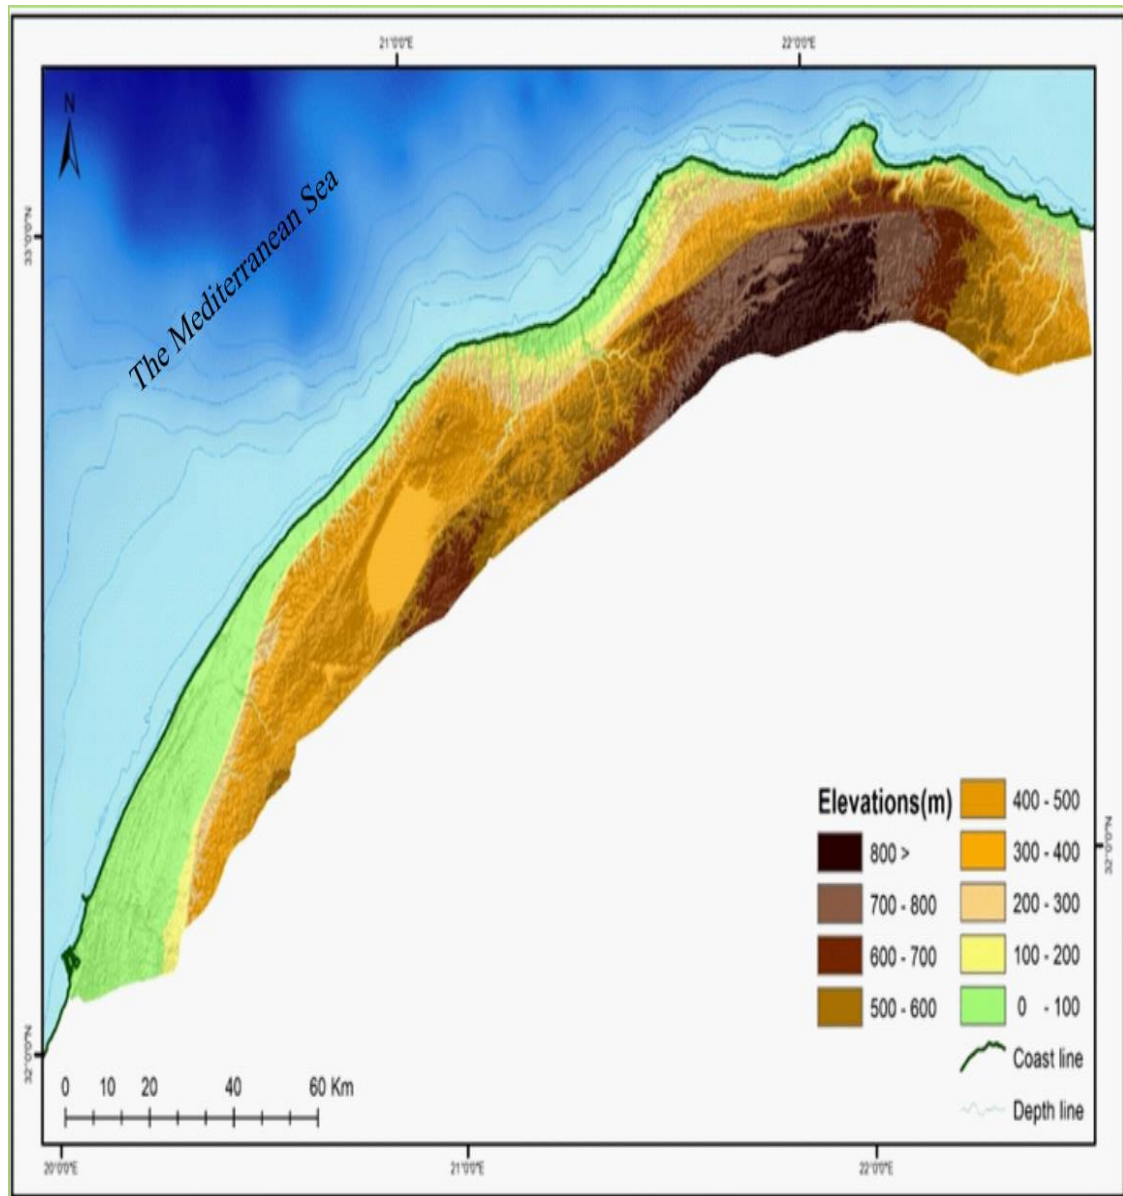 21°0'0"E
22°0'0"E
N
33°0'0"N
The Mediterranean Sea
Elevations(m)
800 >
700 - 800
600 - 700
500 - 600
400 - 500
300 - 400
200 - 300
100 - 200
0 - 100
Coast line
Depth line
32°0'0"N
32°0'0"N
0 10 20 40 60 Km
20°0'0"E
21°0'0"E
22°0'0"E